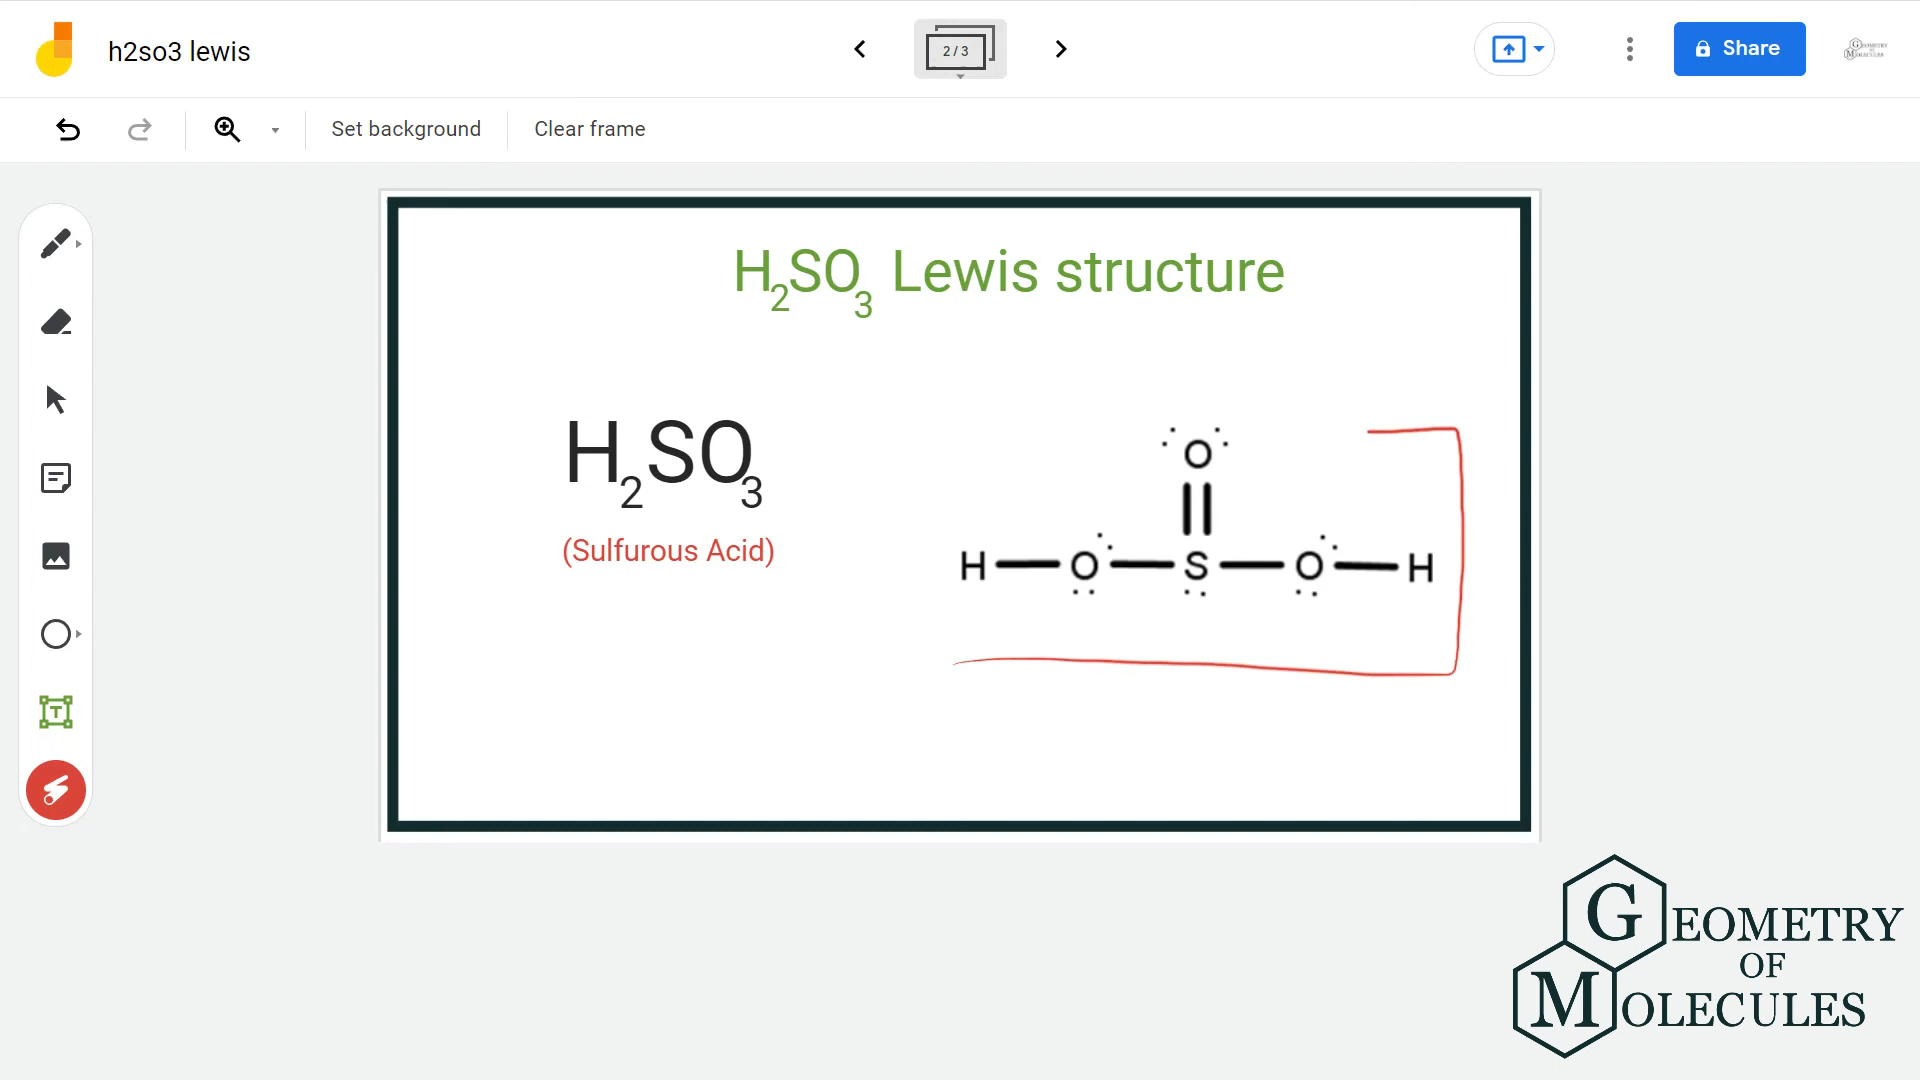 h2so3 lewis
2 / 3
Share
Set background
Clear frame
H₂SO₃ Lewis structure
H₂SO₃
(Sulfurous Acid)
O
H O S O H
T
GEOMETRY
OF
MOLECULES